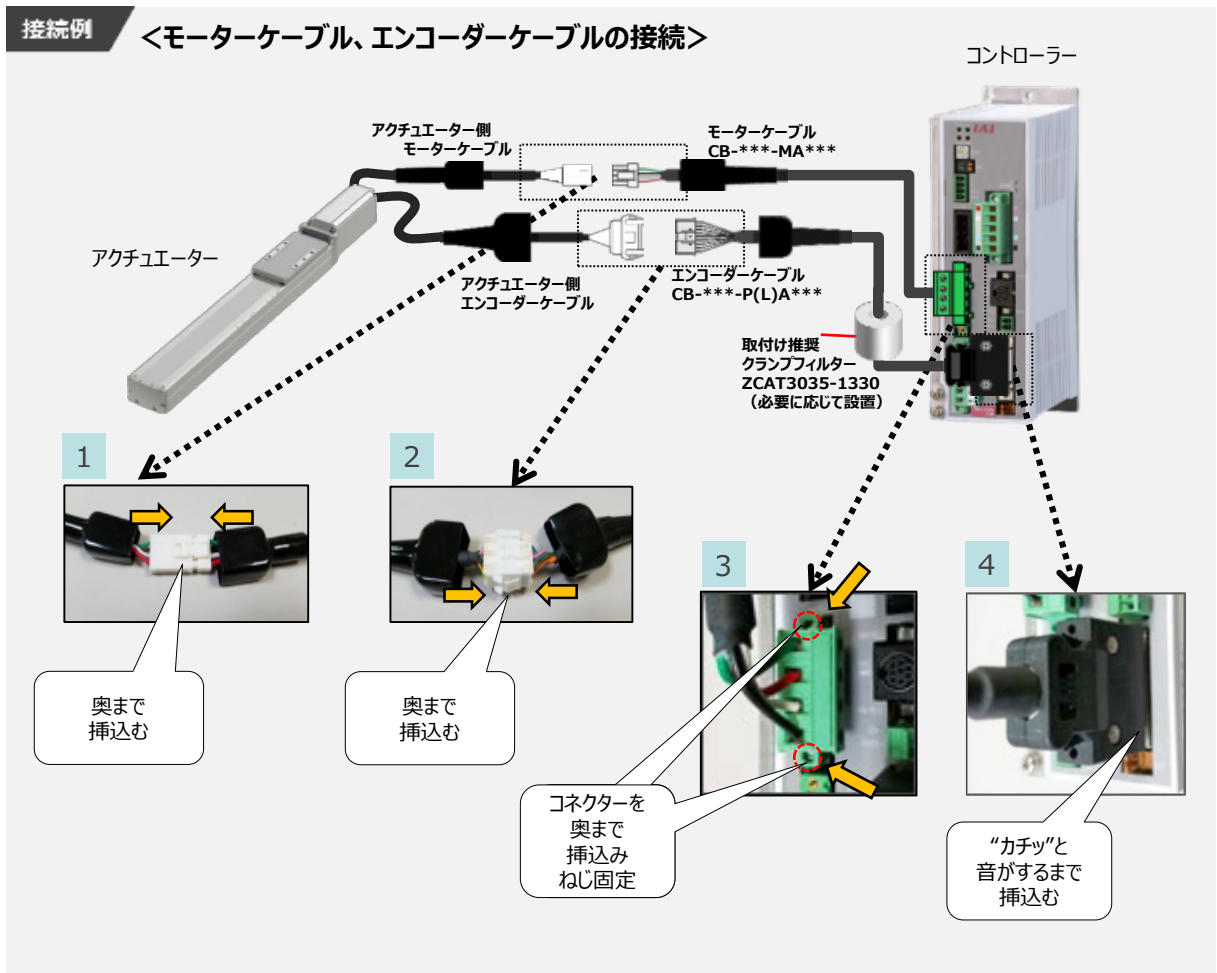 接続例
＜モーターケーブル、エンコーダーケーブルの接続＞
コントローラー
アクチュエーター側
モーターケーブル
モーターケーブル
CB-***-MA***
IAI
アクチュエーター
アクチュエーター側
エンコーダーケーブル
エンコーダーケーブル
CB-***-P(L)A***
取付け推奨
クランプフィルター
ZCAT3035-1330
（必要に応じて設置）
1
2
3
4
奥まで
挿込む
奥まで
挿込む
コネクターを
奥まで
挿込み
ねじ固定
“カチッ”と
音がするまで
挿込む